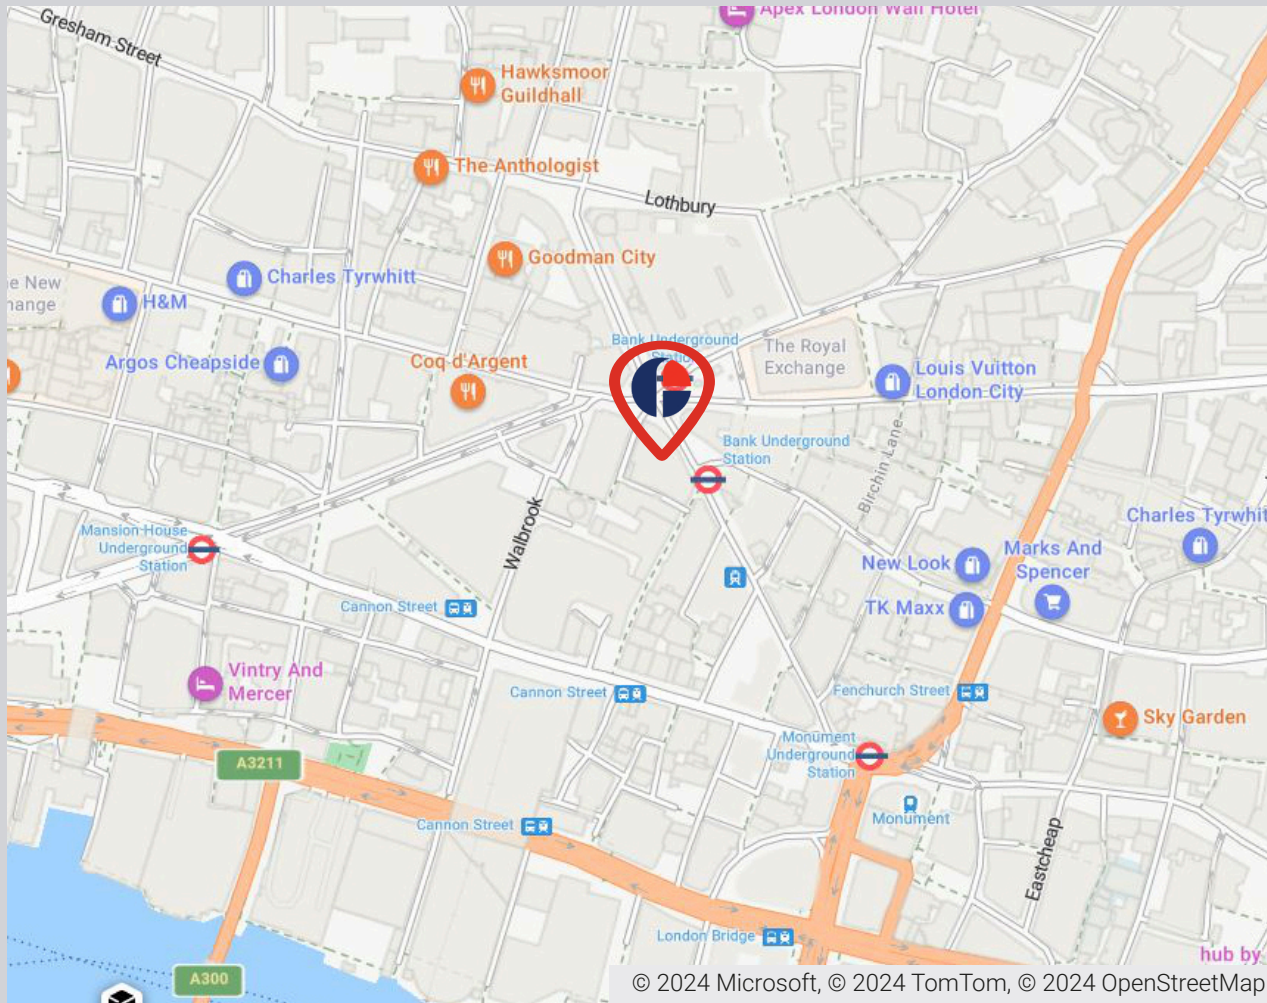 Apex London Wall Hotel
Gresham Street
Hawksmoor
Guildhall
The Anthologist
Lothbury
Goodman City
Charles Tyrwhitt
e New
hange
H&M
Bank Underground
Station
The Royal
Exchange
Argos Cheapside
Coq d'Argent
Louis Vuitton
London City
Bank Underground
Station
Birchin Lane
Walbrook
Mansion House
Underground
Station
Charles Tyrwhit
New Look
Marks And
Spencer
TK Maxx
Cannon Street
Vintry And
Mercer
Cannon Street
Fenchurch Street
Sky Garden
Monument
Underground
Station
A3211
Monument
Cannon Street
Eastcheap
London Bridge
hub by
A300
© 2024 Microsoft, © 2024 TomTom, © 2024 OpenStreetMap